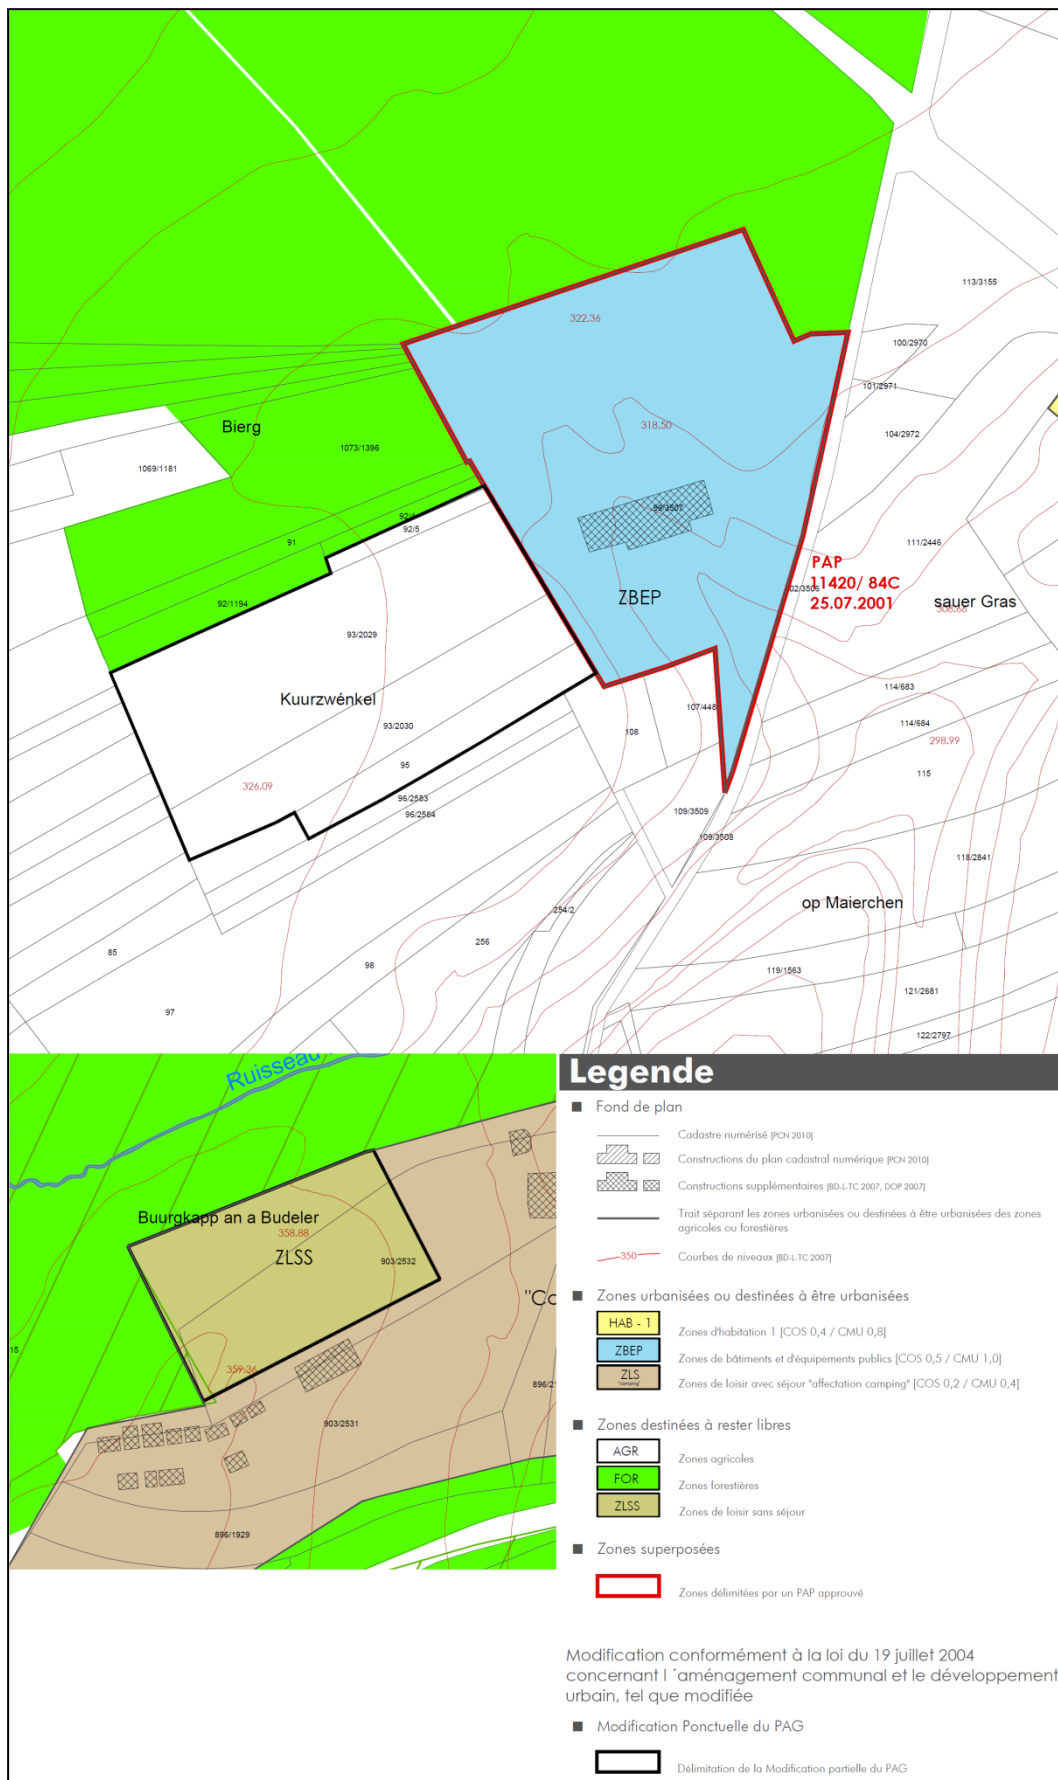 322.36
113/3155
100/2970
101/2971
318.50
Bierg
104/2972
1073/1396
1069/1181
99/3507
92/5
91
111/2446
PAP
11420/ 84C
25.07.2001
ZBEP
02/3506
92/1194
sauer Gras
308.68
93/2029
114/683
Kuurzwénkel
107/448
114/684
93/2030
108
298.99
95
115
326.09
96/2583
96/2584
109/3509
109/3508
118/2841
op Maierchen
254/2
256
85
98
119/1563
121/2681
97
122/2797
Ruisseau
Buurgkapp an a Budeler
358.88
ZLSS
903/2532
"Co
15
359.36
896/2
903/2531
896/1929
Legende
Fond de plan
Cadastre numérisé [PCN 2010]
Constructions du plan cadastral numérique [PCN 2010]
Constructions supplémentaires [BD-L-TC 2007, DOP 2007]
Trait séparant les zones urbanisées ou destinées à être urbanisées des zones
agricoles ou forestières
350 Courbes de niveaux [BD-L-TC 2007]
Zones urbanisées ou destinées à être urbanisées
HAB - 1 Zones d'habitation 1 [COS 0,4 / CMU 0,8]
ZBEP Zones de bâtiments et d'équipements publics [COS 0,5 / CMU 1,0]
ZLS
"camping" Zones de loisir avec séjour "affectation camping" [COS 0,2 / CMU 0,4]
Zones destinées à rester libres
AGR Zones agricoles
FOR Zones forestières
ZLSS Zones de loisir sans séjour
Zones superposées
Zones délimitées par un PAP approuvé
Modification conformément à la loi du 19 juillet 2004
concernant l ´aménagement communal et le développement
urbain, tel que modifiée
Modification Ponctuelle du PAG
Délimitation de la Modification partielle du PAG